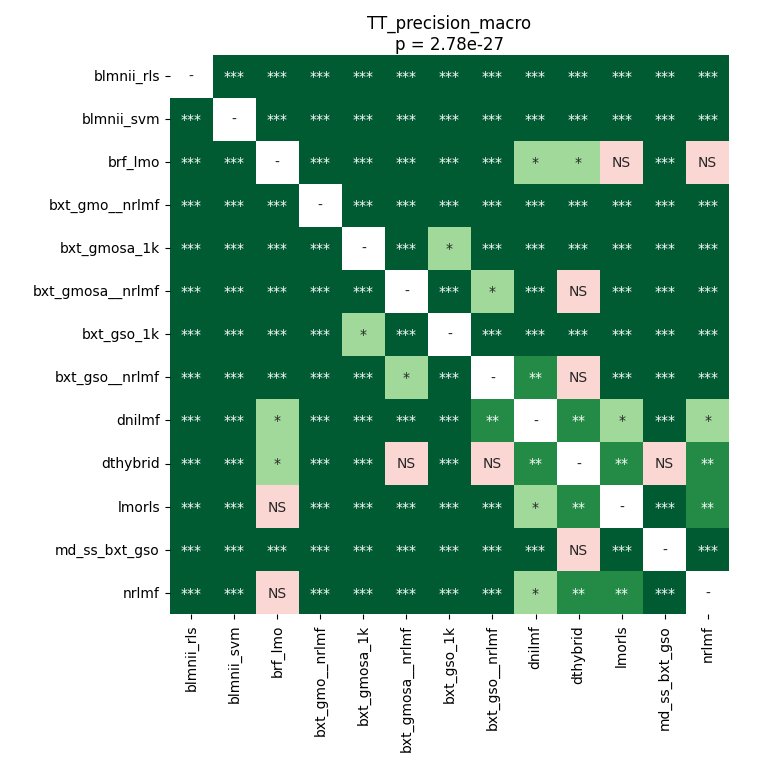 TT_precision_macro
p = 2.78e-27
blmnii_rls - *** *** *** *** *** *** *** *** *** *** *** ***
blmnii_svm *** - *** *** *** *** *** *** *** *** *** *** ***
brf_lmo *** *** - *** *** *** *** *** * * NS *** NS
bxt_gmo__nrlmf *** *** *** - *** *** *** *** *** *** *** *** ***
bxt_gmosa_1k *** *** *** *** - *** * *** *** *** *** *** ***
bxt_gmosa__nrlmf *** *** *** *** *** - *** * *** NS *** *** ***
bxt_gso_1k *** *** *** *** * *** - *** *** *** *** *** ***
bxt_gso__nrlmf *** *** *** *** *** * *** - ** NS *** *** ***
dnilmf *** *** * *** *** *** *** ** - ** * *** *
dthybrid *** *** * *** *** NS *** NS ** - ** NS **
lmorls *** *** NS *** *** *** *** *** * ** - *** **
md_ss_bxt_gso *** *** *** *** *** *** *** *** *** NS *** - ***
nrlmf *** *** NS *** *** *** *** *** * ** ** *** -
blmnii_rls
blmnii_svm
brf_lmo
bxt_gmo__nrlmf
bxt_gmosa_1k
bxt_gmosa__nrlmf
bxt_gso_1k
bxt_gso__nrlmf
dnilmf
dthybrid
lmorls
md_ss_bxt_gso
nrlmf